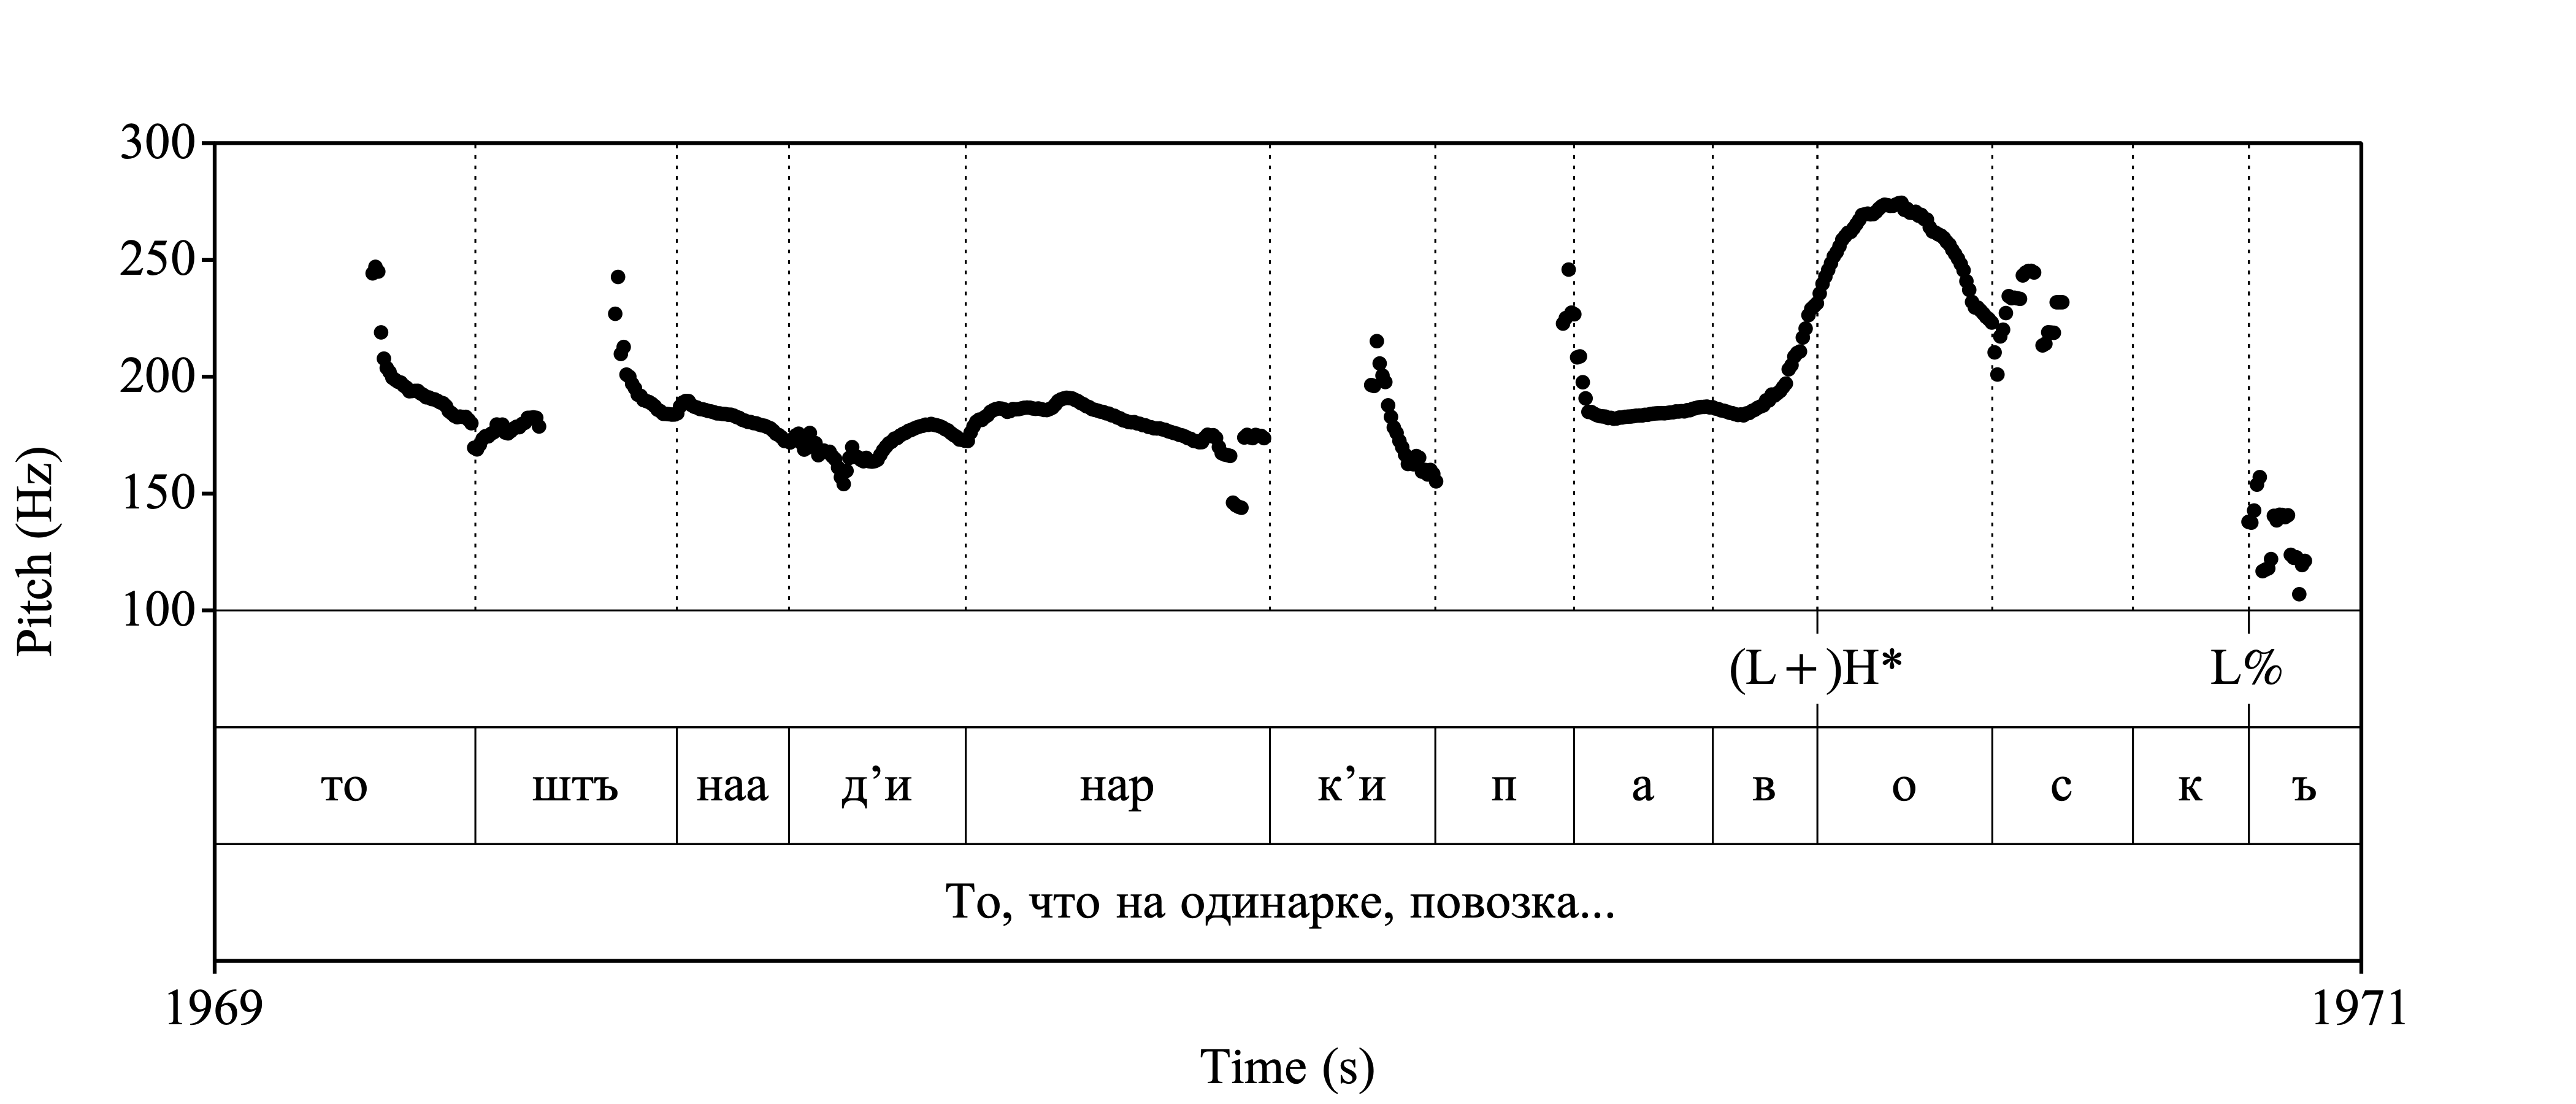 300
250
200
150
100
Pitch (Hz)
(L+)H* L%
то штъ наа д’и нар к’и п а в о с к ъ
То, что на одинарке, повозка...
1969 1971
Time (s)